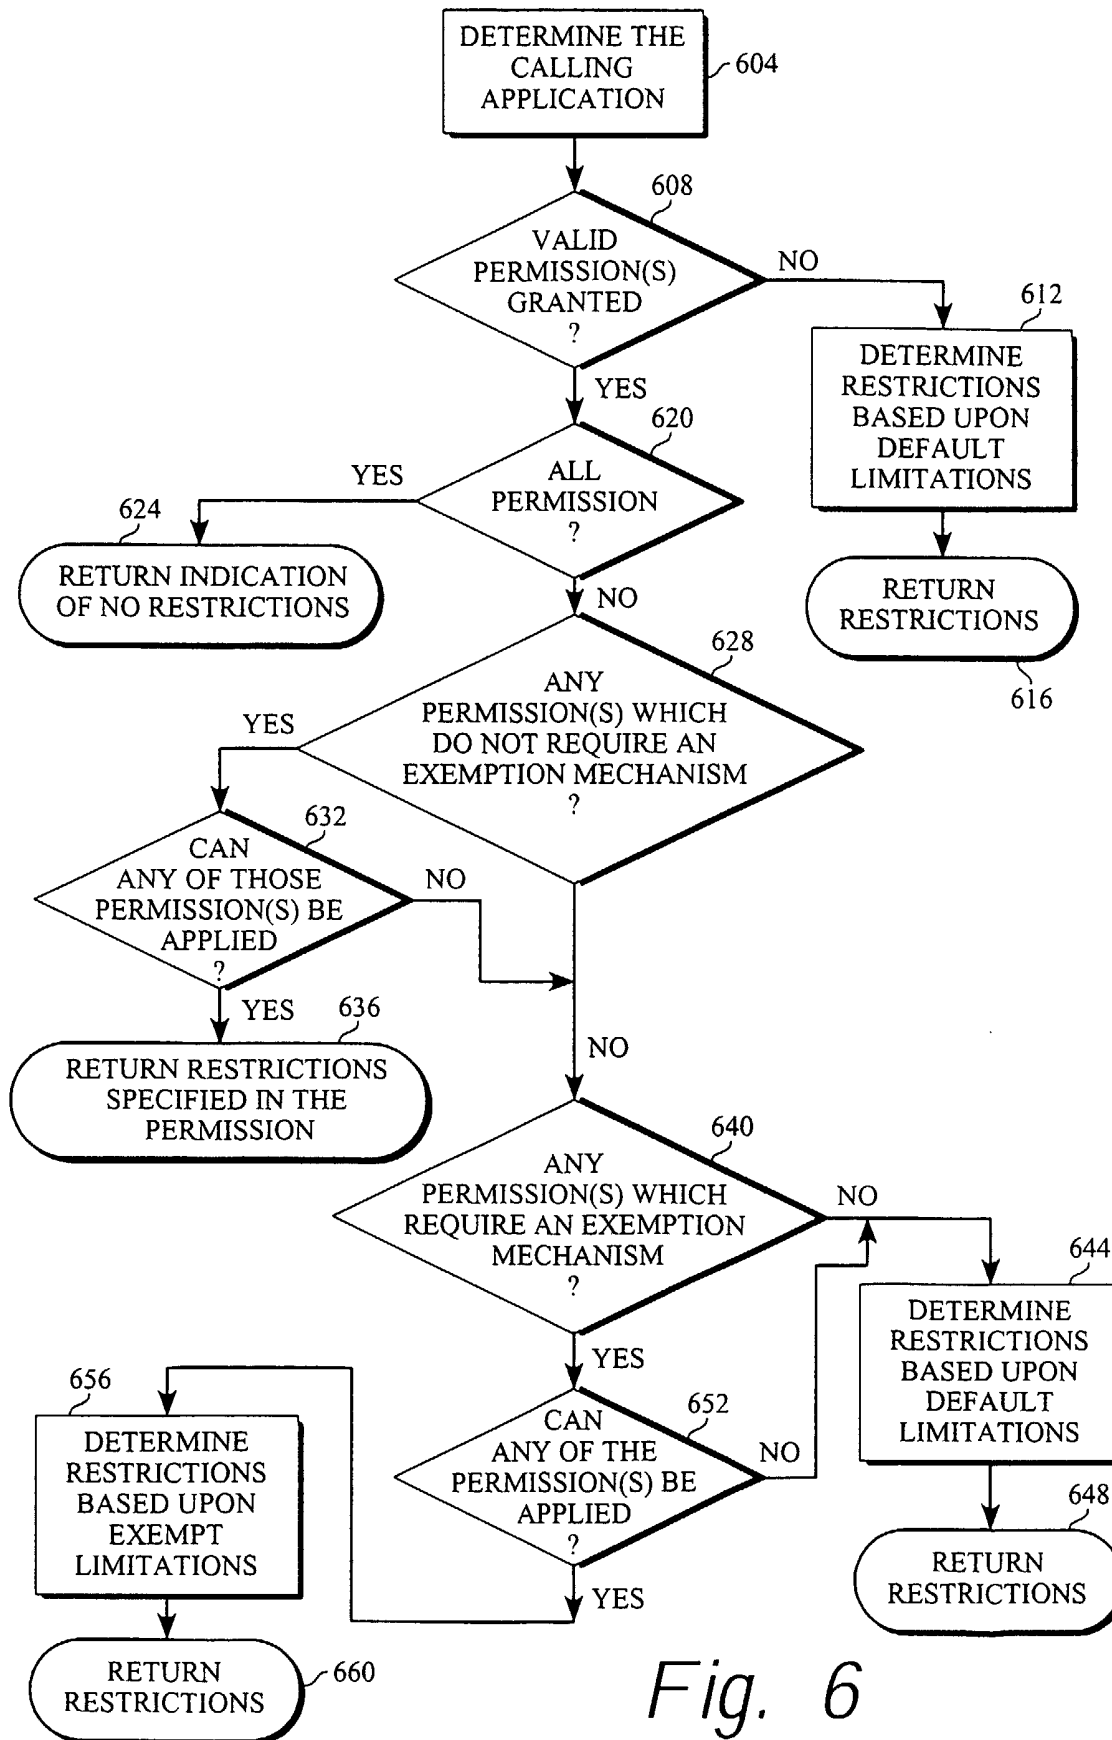 DETERMINE THE
CALLING
APPLICATION
604
608
VALID
PERMISSION(S)
GRANTED
?
NO
612
DETERMINE
RESTRICTIONS
BASED UPON
DEFAULT
LIMITATIONS
YES
620
ALL
PERMISSION
?
YES
624
RETURN INDICATION
OF NO RESTRICTIONS
RETURN
RESTRICTIONS
616
NO
628
ANY
PERMISSION(S) WHICH
DO NOT REQUIRE AN
EXEMPTION MECHANISM
?
YES
632
CAN
ANY OF THOSE
PERMISSION(S) BE
APPLIED
?
NO
YES
636
RETURN RESTRICTIONS
SPECIFIED IN THE
PERMISSION
NO
640
ANY
PERMISSION(S) WHICH
REQUIRE AN EXEMPTION
MECHANISM
?
NO
644
DETERMINE
RESTRICTIONS
BASED UPON
DEFAULT
LIMITATIONS
YES
652
CAN
ANY OF THE
PERMISSION(S) BE
APPLIED
?
NO
656
DETERMINE
RESTRICTIONS
BASED UPON
EXEMPT
LIMITATIONS
YES
648
RETURN
RESTRICTIONS
RETURN
RESTRICTIONS
660
Fig. 6